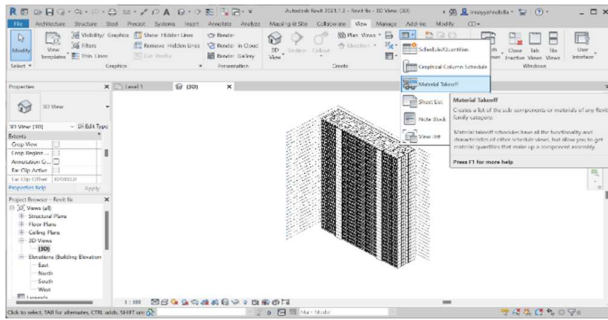 Autodesk Revit 2023.1.2 - Revit file - 3D View: {3D}
File Architecture Structure Steel Precast Systems Insert Annotate Analyze Massing & Site Collaborate View Manage Add-Ins Modify
Modify
View Templates
Visibility/ Graphics
Filters
Thin Lines
Show Hidden Lines
Remove Hidden Lines
Cut Profile
Render
Render in Cloud
Render Gallery
3D View
Section
Callout
Plan Views
Elevation
Inactive Views
Tab Views
Tile Views
User Interface
Select
Graphics
Presentation
Create
Windows
Schedule/Quantities
Graphical Column Schedule
Material Takeoff
Sheet List
Note Block
View List
Material Takeoff
Creates a list of the sub-components or materials of any Revit
family category.
Material takeoff schedules have all the functionality and
characteristics of other schedule views, but allow you to get
material quantities that make up a component assembly.
Press F1 for more help
Properties
3D View
3D View: {3D}
Edit Type
Extents
Crop View
Crop Region
Annotation C...
Far Clip Active
Far Clip Offset
Properties help
Apply
Level 1
{3D}
Project Browser - Revit file
Views (all)
Structural Plans
Floor Plans
Ceiling Plans
3D Views
{3D}
Elevations (Building Elevation
East
North
South
West
Legends
1 : 100
Click to select, TAB for alternates, CTRL adds, SHIFT un
Main Model